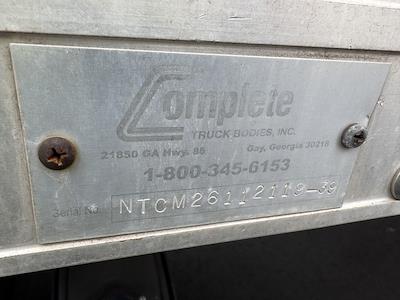 Complete
TRUCK BODIES, INC.
21850 GA Hwy. 85 Gay, Georgia 30218
1-800-345-6153
Serial No. NTCM26112119-39